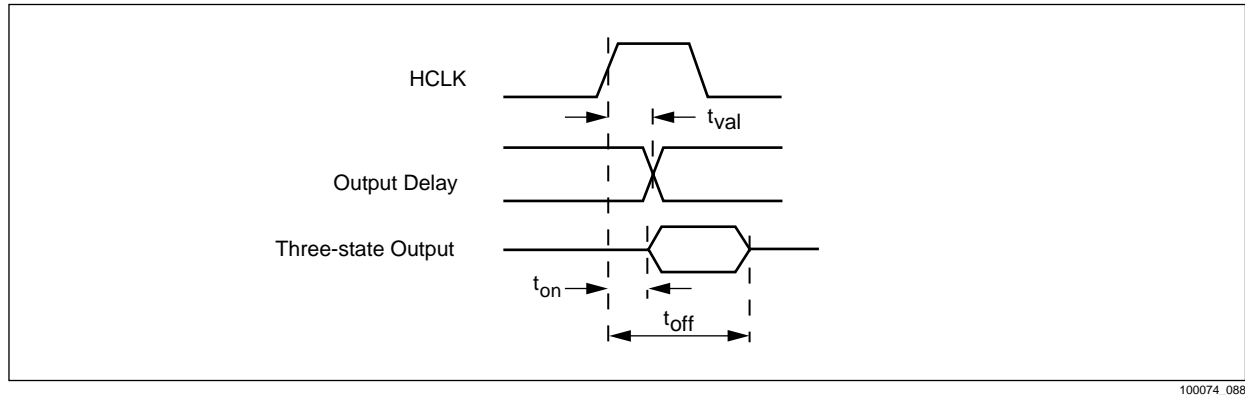 HCLK
tval
Output Delay
Three-state Output
ton
toff
100074_088